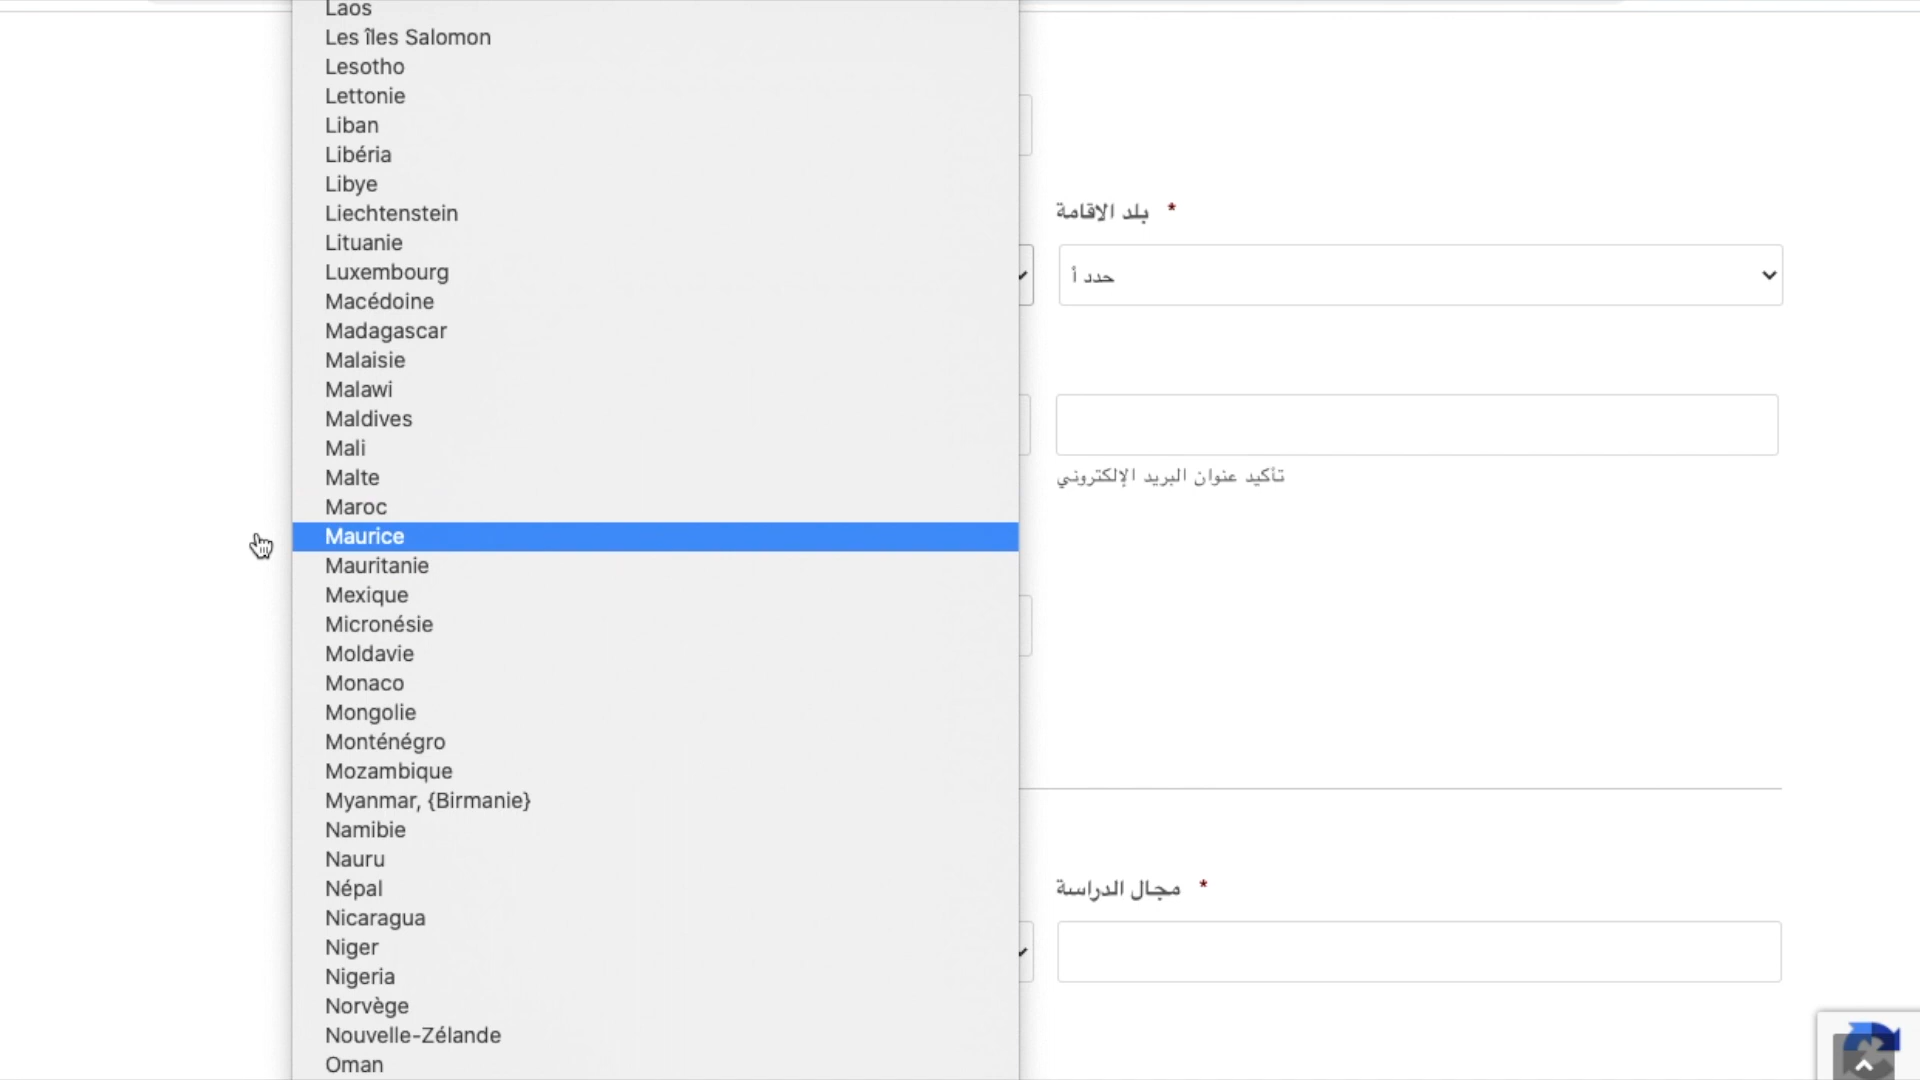 Laos
Les îles Salomon
Lesotho
Lettonie
Liban
Libéria
Libye
Liechtenstein
Lituanie
Luxembourg
Macédoine
Madagascar
Malaisie
Malawi
Maldives
Mali
Malte
Maroc
Maurice
Mauritanie
Mexique
Micronésie
Moldavie
Monaco
Mongolie
Monténégro
Mozambique
Myanmar, {Birmanie}
Namibie
Nauru
Népal
Nicaragua
Niger
Nigeria
Norvège
Nouvelle-Zélande
Oman
بلد الاقامة *
حدد أ
تأكيد عنوان البريد الإلكتروني
مجال الدراسة *